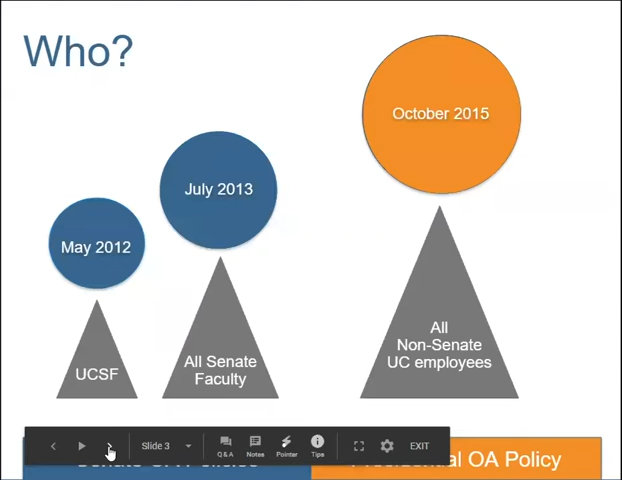 Who?
October 2015
July 2013
May 2012
All
Non-Senate
UC employees
All Senate
Faculty
UCSF
Slide 3
Q & A
Notes
Pointer
Tips
EXIT
OA Policy